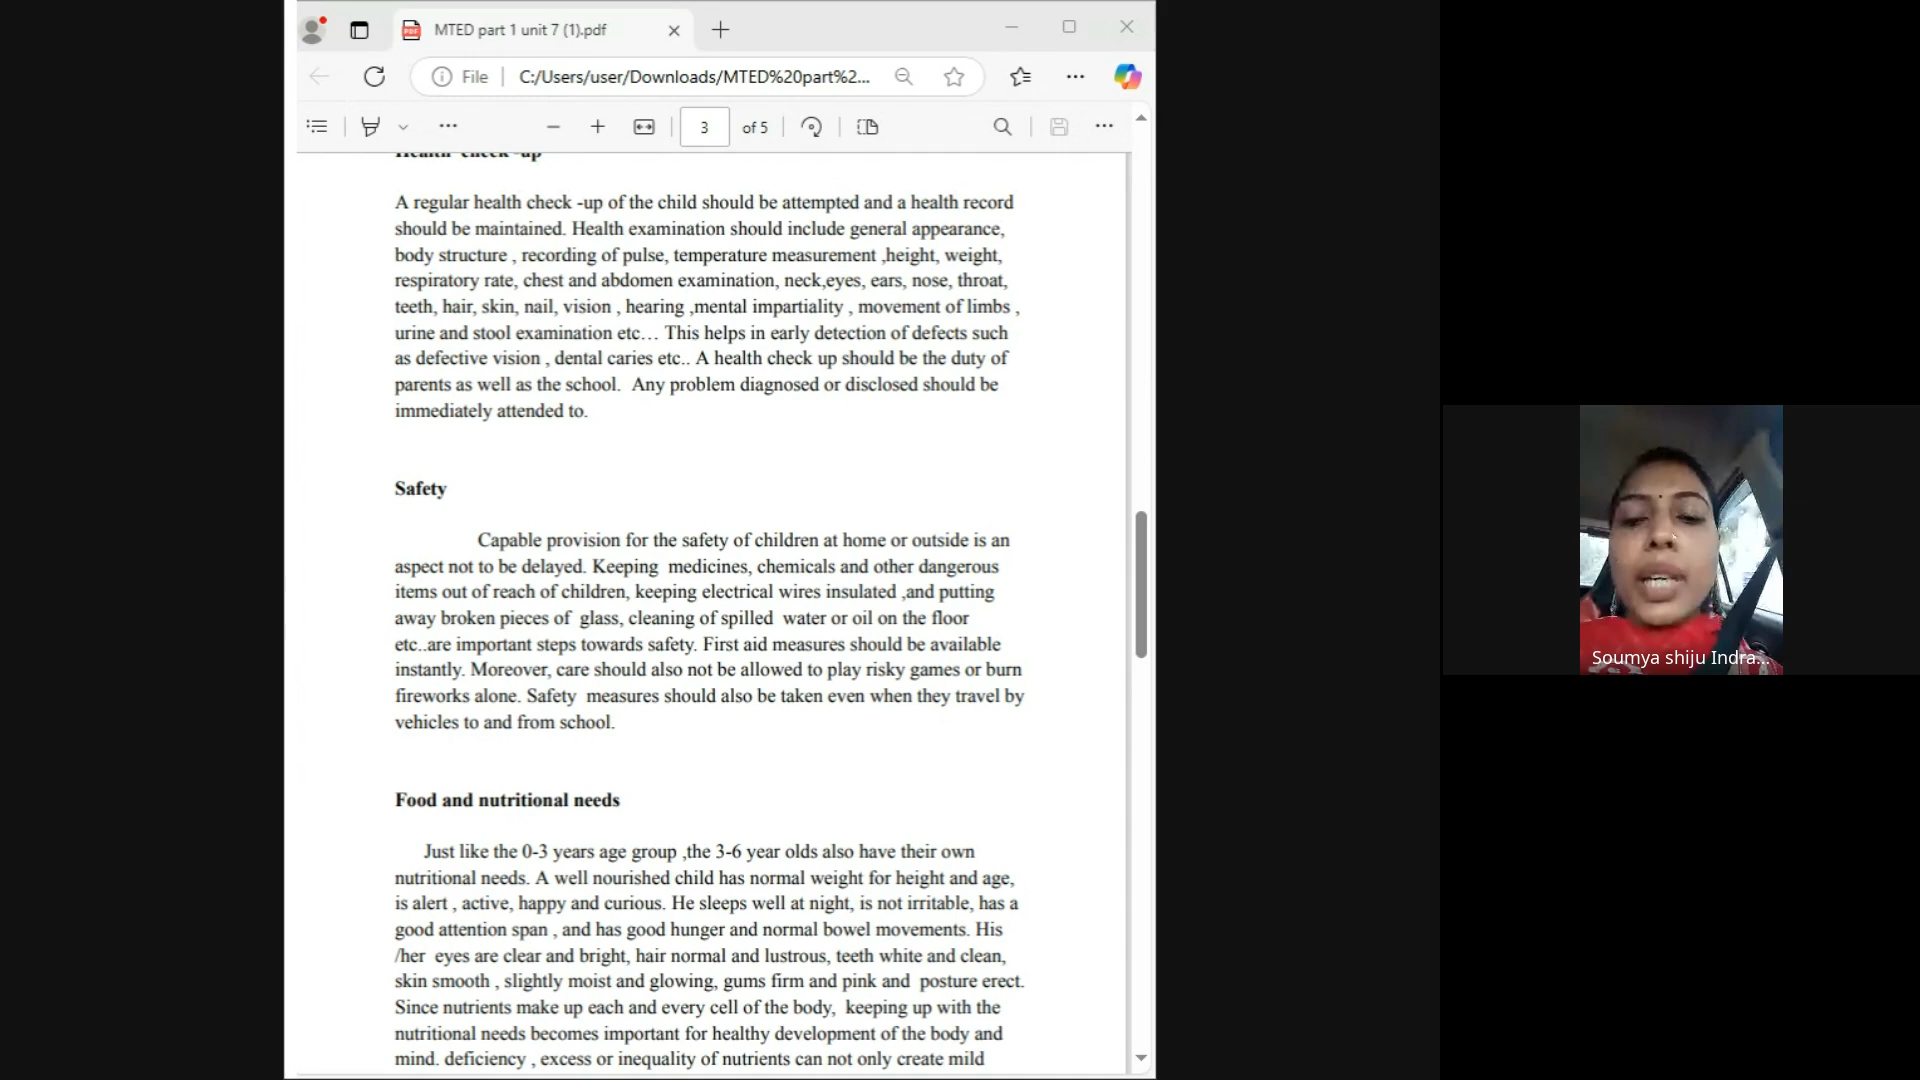 MTED part 1 unit 7 (1).pdf
File
C:/Users/user/Downloads/MTED%20part%2...
3 of 5
Health check -up
A regular health check -up of the child should be attempted and a health record
should be maintained. Health examination should include general appearance,
body structure , recording of pulse, temperature measurement ,height, weight,
respiratory rate, chest and abdomen examination, neck,eyes, ears, nose, throat,
teeth, hair, skin, nail, vision , hearing ,mental impartiality , movement of limbs ,
urine and stool examination etc… This helps in early detection of defects such
as defective vision , dental caries etc.. A health check up should be the duty of
parents as well as the school. Any problem diagnosed or disclosed should be
immediately attended to.
Safety
Capable provision for the safety of children at home or outside is an
aspect not to be delayed. Keeping medicines, chemicals and other dangerous
items out of reach of children, keeping electrical wires insulated ,and putting
away broken pieces of glass, cleaning of spilled water or oil on the floor
etc..are important steps towards safety. First aid measures should be available
instantly. Moreover, care should also not be allowed to play risky games or burn
fireworks alone. Safety measures should also be taken even when they travel by
vehicles to and from school.
Food and nutritional needs
Just like the 0-3 years age group ,the 3-6 year olds also have their own
nutritional needs. A well nourished child has normal weight for height and age,
is alert , active, happy and curious. He sleeps well at night, is not irritable, has a
good attention span , and has good hunger and normal bowel movements. His
/her eyes are clear and bright, hair normal and lustrous, teeth white and clean,
skin smooth , slightly moist and glowing, gums firm and pink and posture erect.
Since nutrients make up each and every cell of the body, keeping up with the
nutritional needs becomes important for healthy development of the body and
mind. deficiency , excess or inequality of nutrients can not only create mild
Soumya shiju Indra...